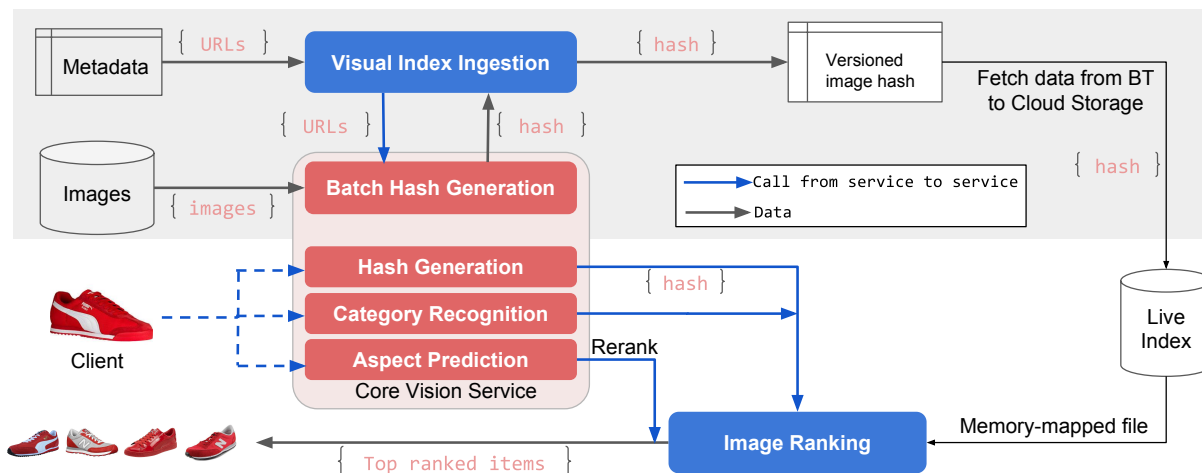 { URLs }
{ hash }
Metadata
Visual Index Ingestion
Versioned
image hash
Fetch data from BT
to Cloud Storage
{ URLs }
{ hash }
{ hash }
Images
Batch Hash Generation
{ images }
Call from service to service
Data
Hash Generation
{ hash }
Category Recognition
Live
Index
Client
Aspect Prediction
Rerank
Core Vision Service
Image Ranking
Memory-mapped file
{ Top ranked items }